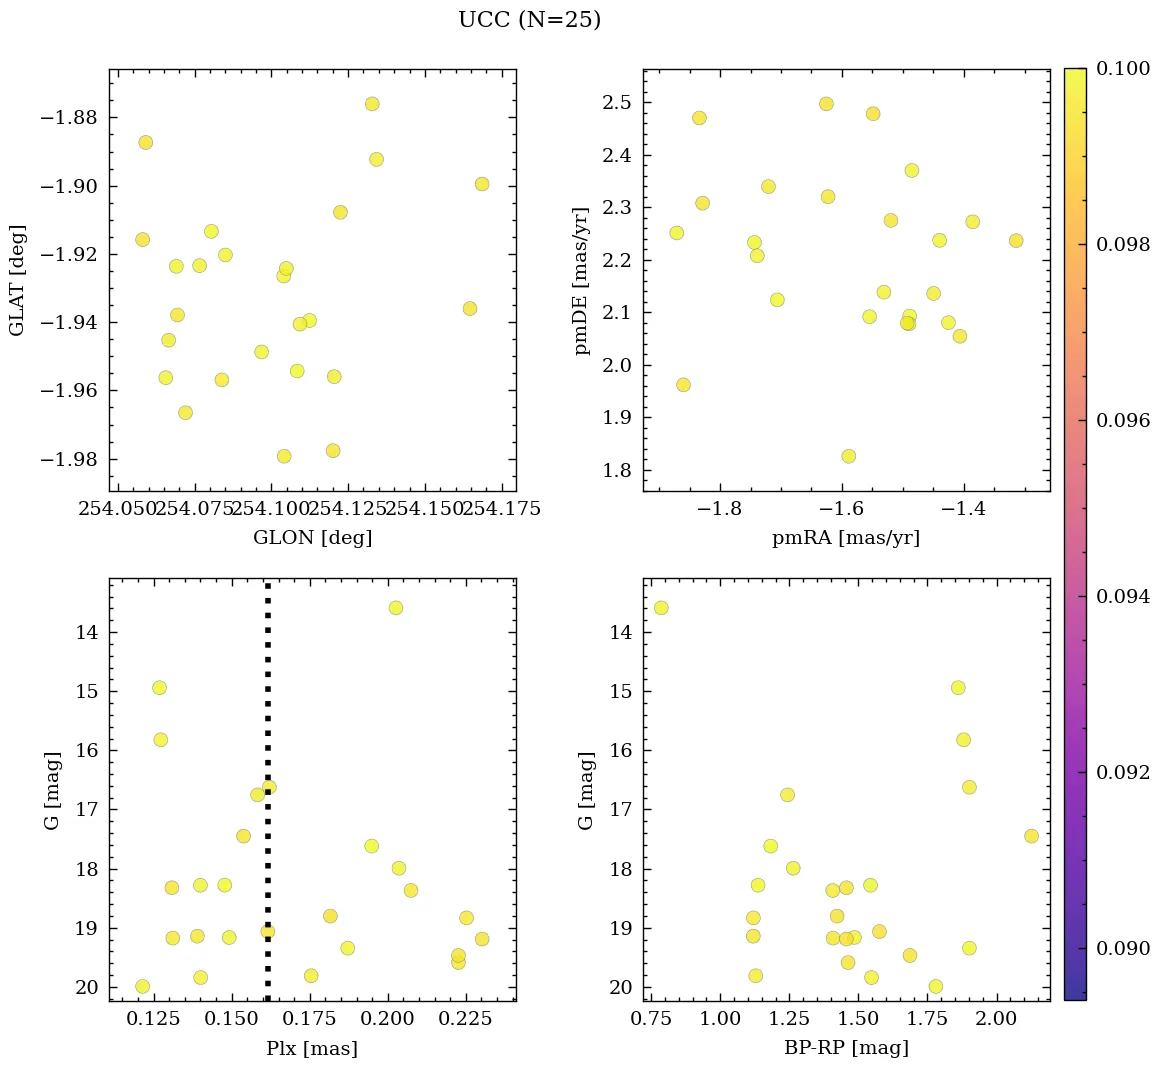 UCC (N=25)
−1.88
−1.90
−1.92
−1.94
−1.96
−1.98
GLAT [deg]
254.050 254.075 254.100 254.125 254.150 254.175
GLON [deg]
2.5
2.4
2.3
2.2
2.1
2.0
1.9
1.8
pmDE [mas/yr]
−1.8 −1.6 −1.4
pmRA [mas/yr]
14
15
16
17
18
19
20
G [mag]
0.125 0.150 0.175 0.200 0.225
Plx [mas]
14
15
16
17
18
19
20
G [mag]
0.75 1.00 1.25 1.50 1.75 2.00
BP-RP [mag]
0.100
0.098
0.096
0.094
0.092
0.090